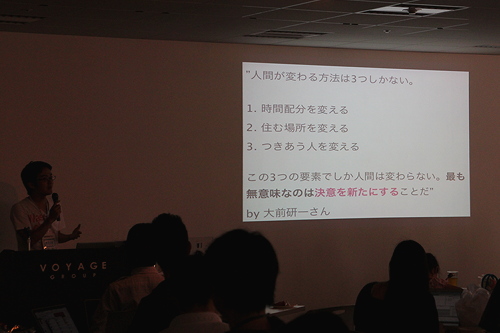 ”人間が変わる方法は3つしかない。
1. 時間配分を変える
2. 住む場所を変える
3. つきあう人を変える
この3つの要素でしか人間は変わらない。最も
無意味なのは決意を新たにすることだ”
by 大前研一さん
VOYAGE
GROUP